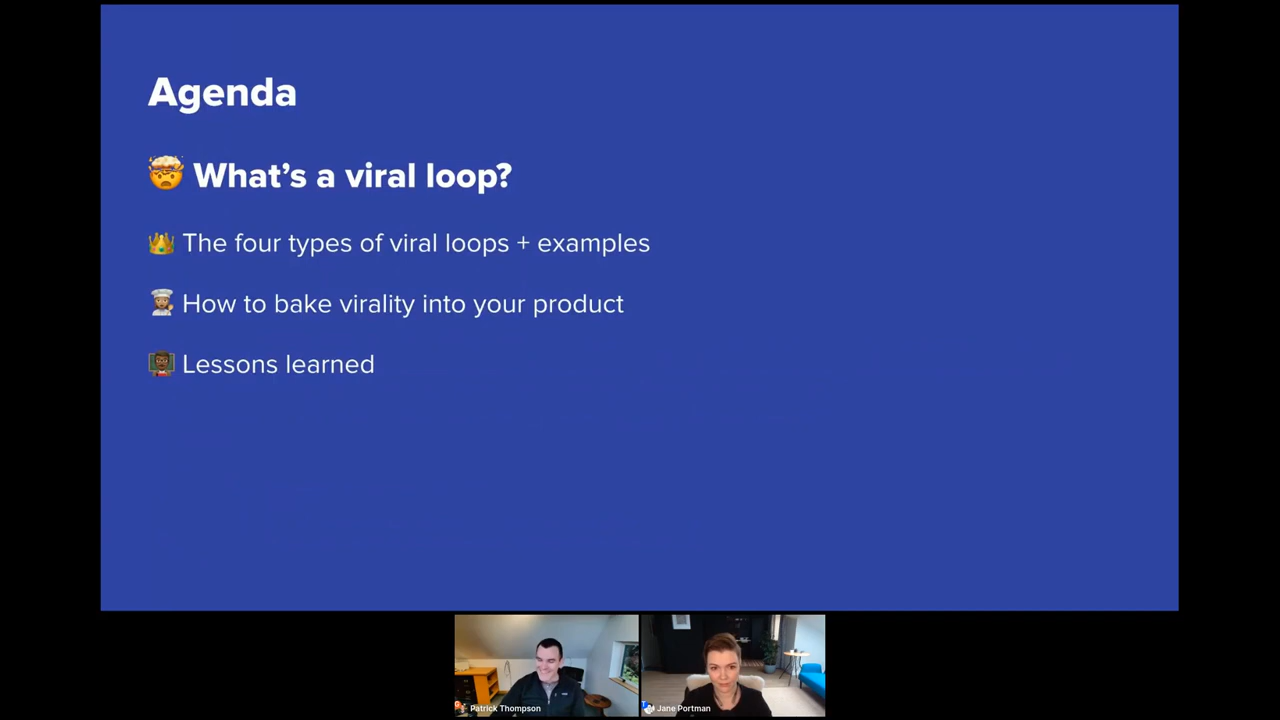 Agenda
🤯 What's a viral loop?
👑 The four types of viral loops + examples
👨🏼‍🍳 How to bake virality into your product
👩🏾‍🏫 Lessons learned
Patrick Thompson
Jane Portman